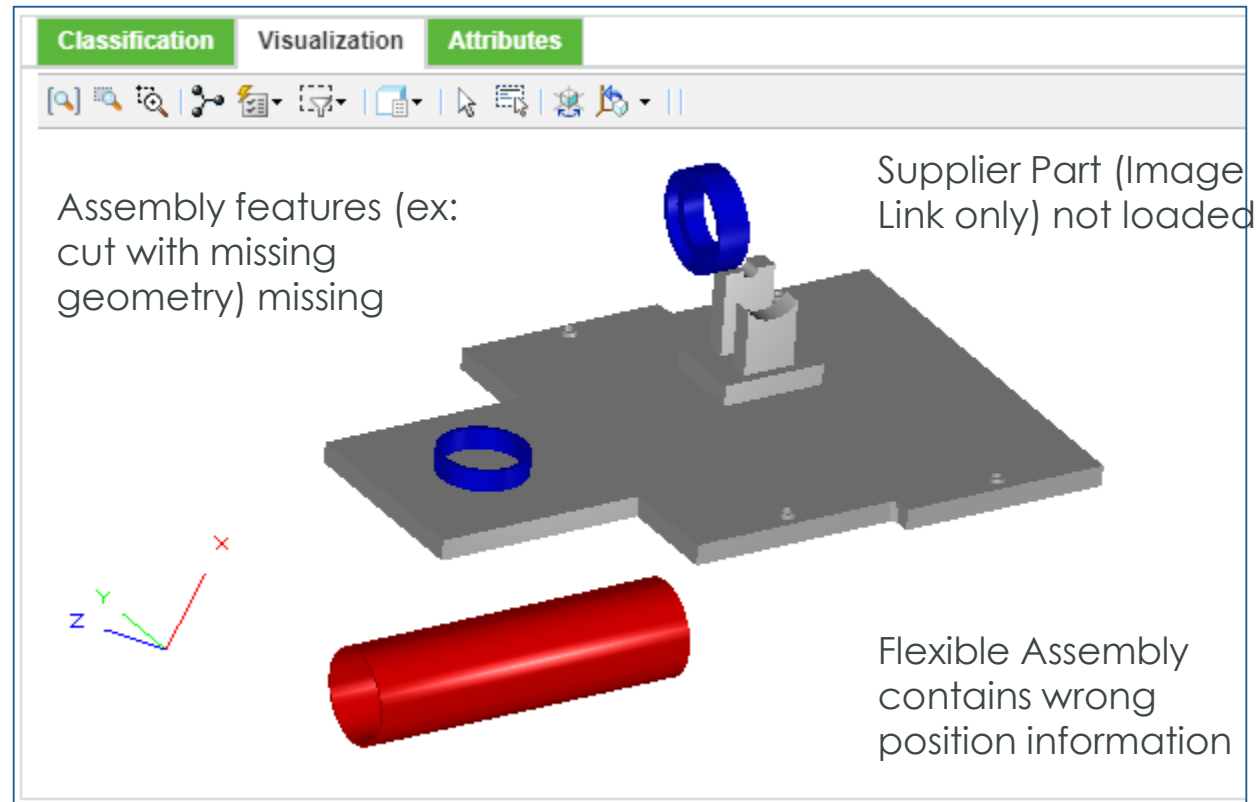 Classification Visualization Attributes
Assembly features (ex:
cut with missing
geometry) missing
Supplier Part (Image
Link only) not loaded
X
Y
Z
Flexible Assembly
contains wrong
position information